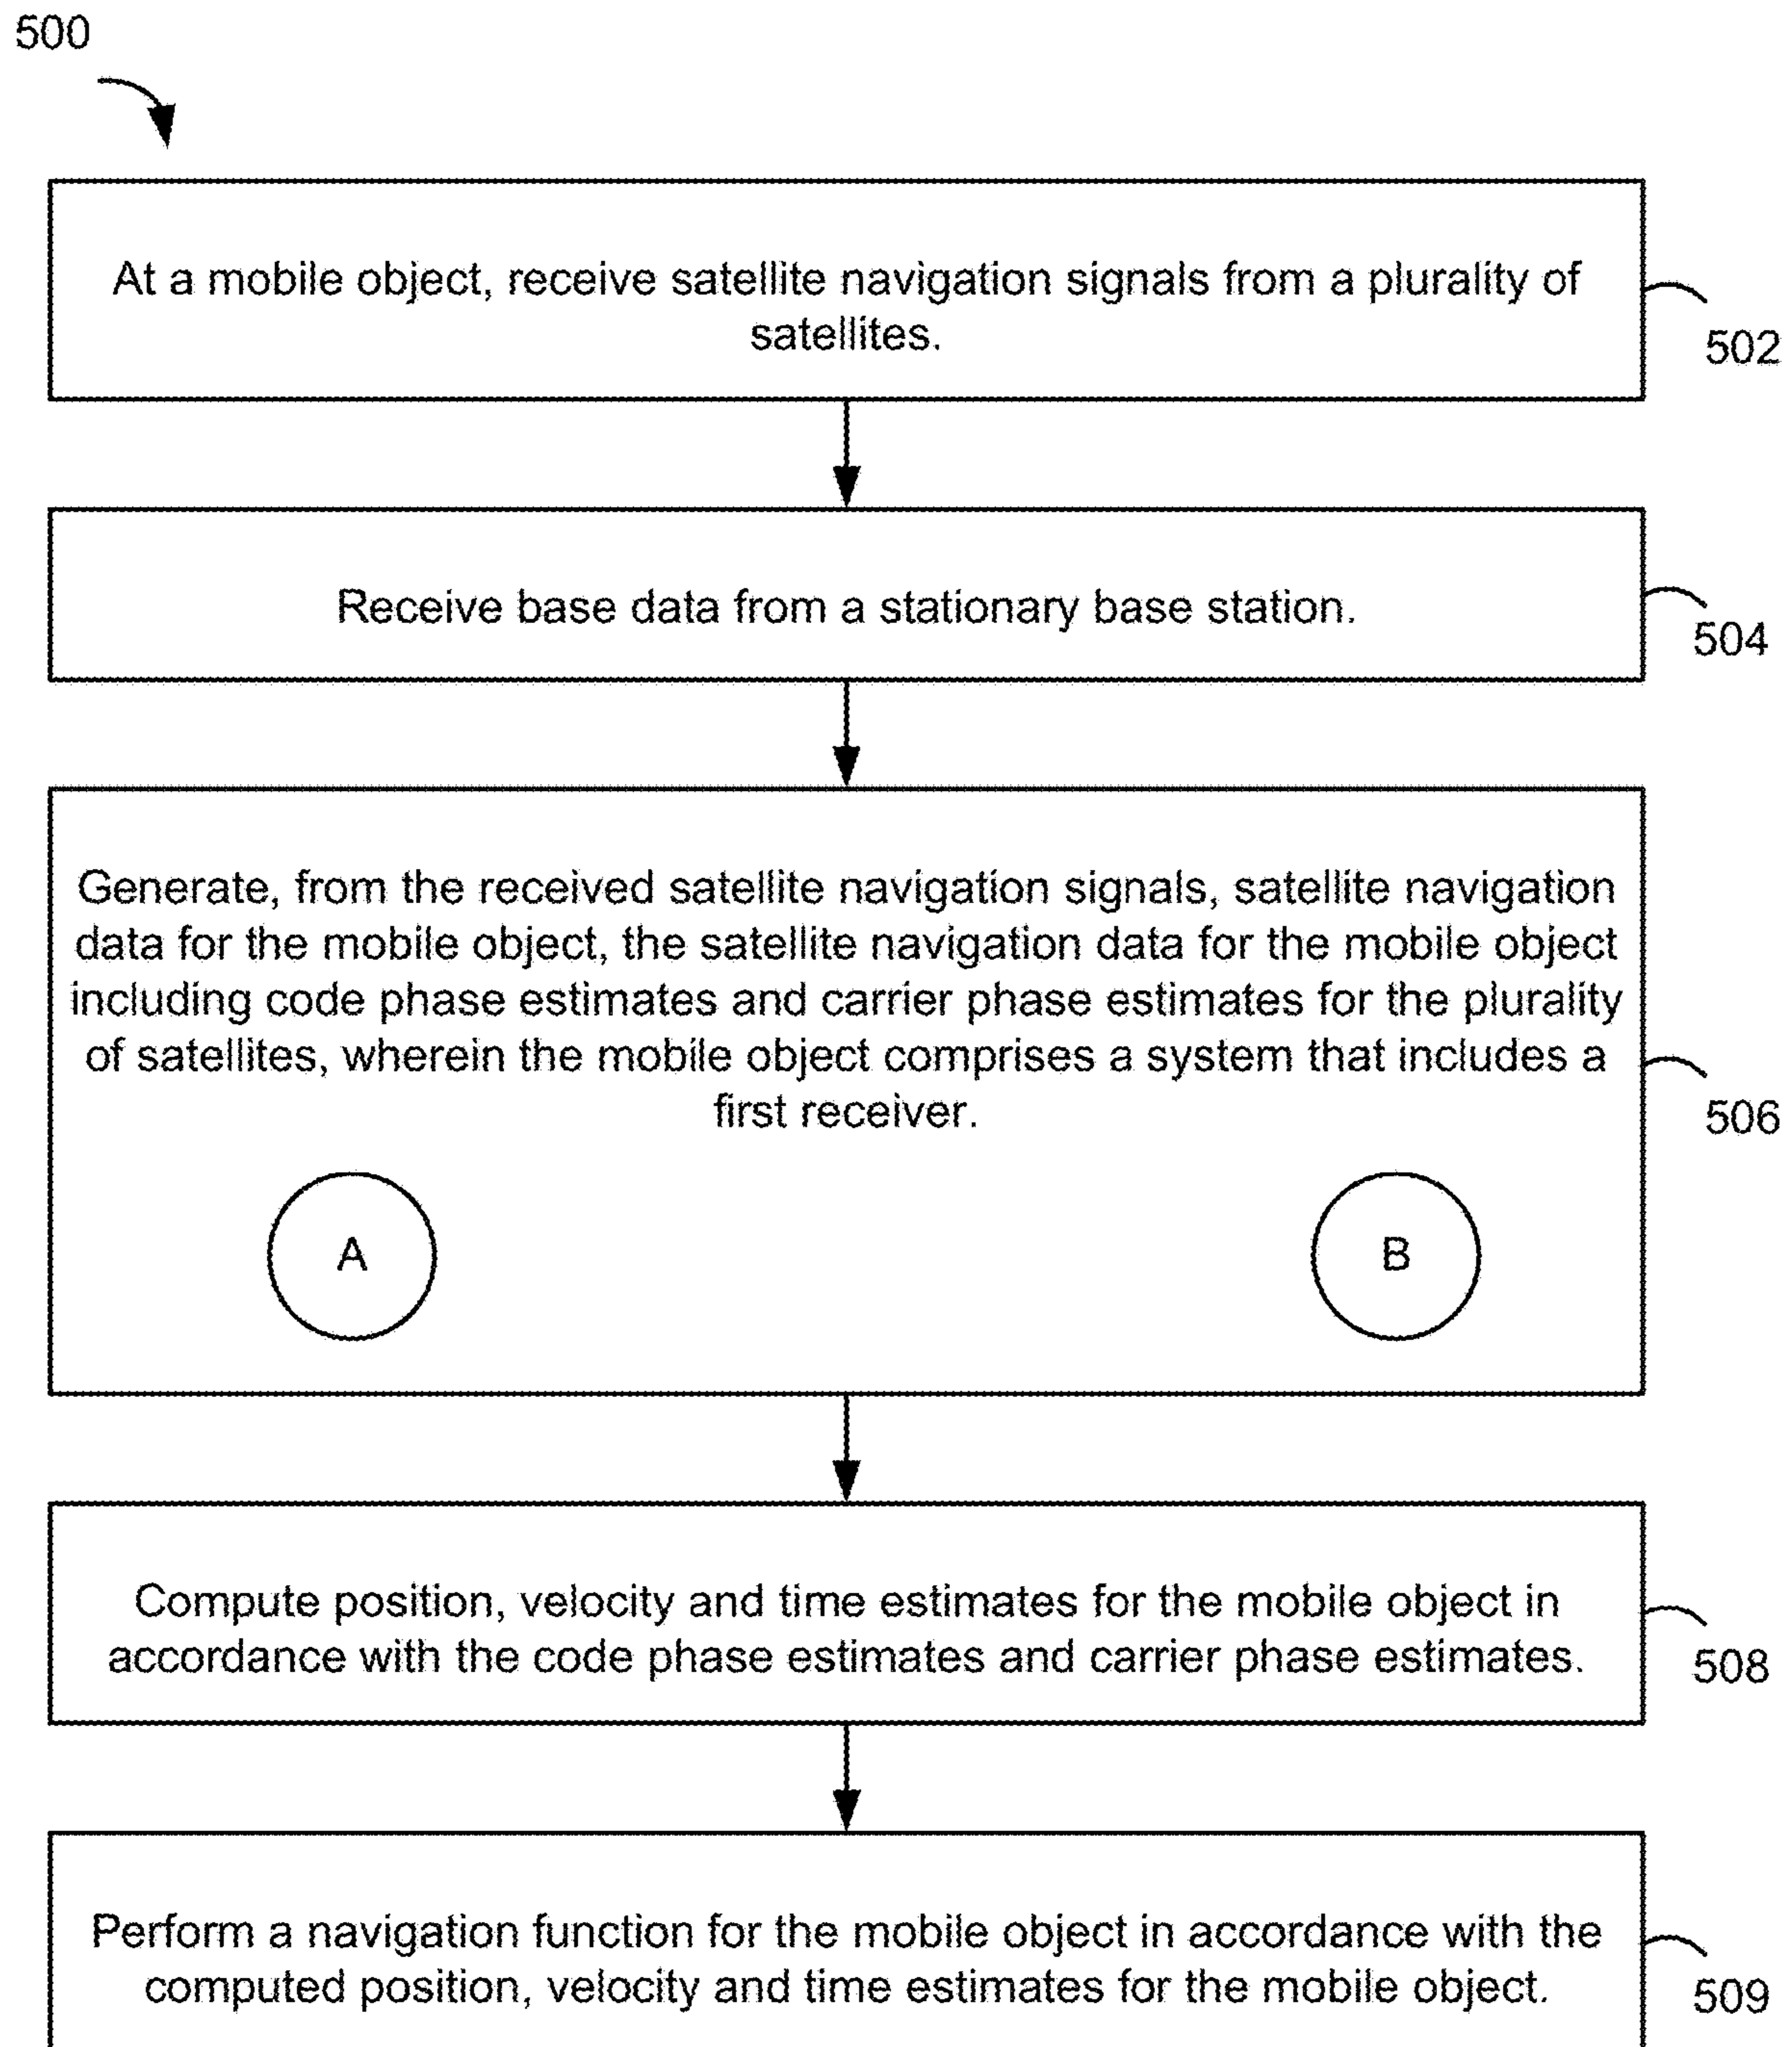 500
At a mobile object, receive satellite navigation signals from a plurality of
satellites.
502
Receive base data from a stationary base station.
504
Generate, from the received satellite navigation signals, satellite navigation
data for the mobile object, the satellite navigation data for the mobile object
including code phase estimates and carrier phase estimates for the plurality
of satellites, wherein the mobile object comprises a system that includes a
first receiver.
506
A
B
Compute position, velocity and time estimates for the mobile object in
accordance with the code phase estimates and carrier phase estimates.
508
Perform a navigation function for the mobile object in accordance with the
computed position, velocity and time estimates for the mobile object.
509